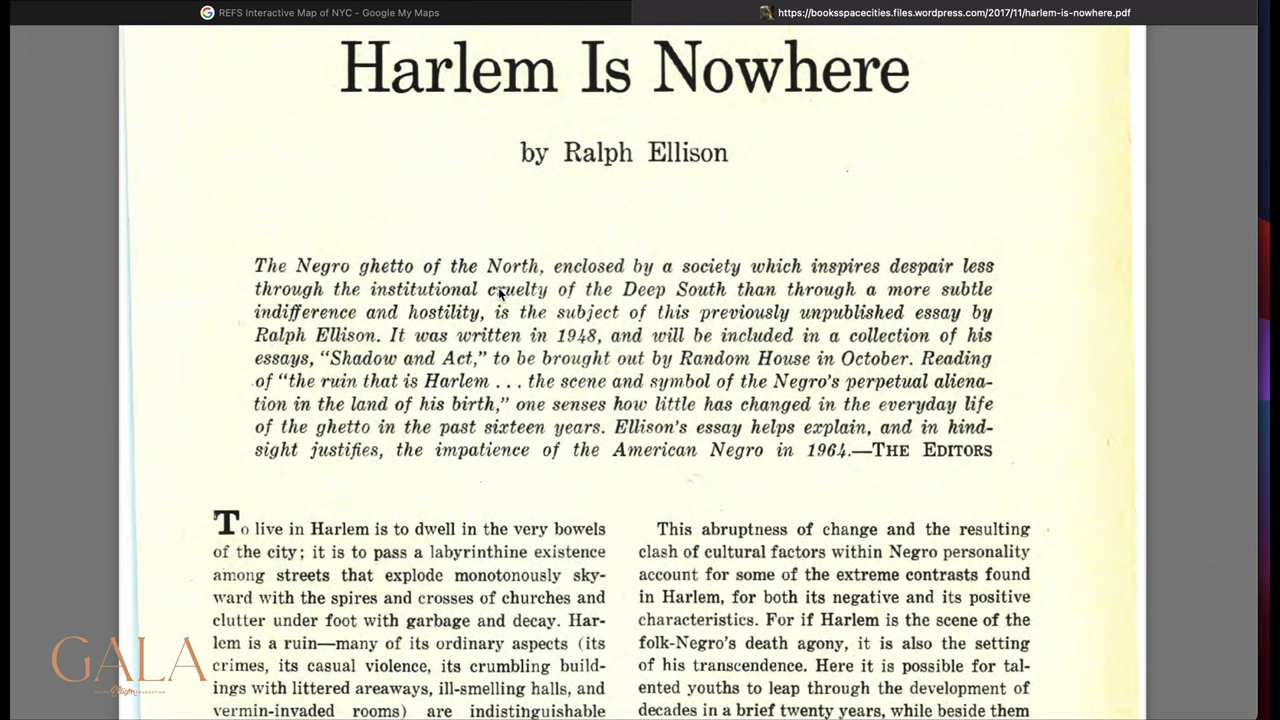 REFS Interactive Map of NYC - Google My Maps
https://booksspacecities.files.wordpress.com/2017/11/harlem-is-nowhere.pdf
Harlem Is Nowhere
by Ralph Ellison
The Negro ghetto of the North, enclosed by a society which inspires despair less
through the institutional cruelty of the Deep South than through a more subtle
indifference and hostility, is the subject of this previously unpublished essay by
Ralph Ellison. It was written in 1948, and will be included in a collection of his
essays, “Shadow and Act,” to be brought out by Random House in October. Reading
of “the ruin that is Harlem . . . the scene and symbol of the Negro’s perpetual aliena-
tion in the land of his birth,” one senses how little has changed in the everyday life
of the ghetto in the past sixteen years. Ellison’s essay helps explain, and in hind-
sight justifies, the impatience of the American Negro in 1964.—THE EDITORS
To live in Harlem is to dwell in the very bowels
of the city; it is to pass a labyrinthine existence
among streets that explode monotonously sky-
ward with the spires and crosses of churches and
clutter under foot with garbage and decay. Har-
lem is a ruin—many of its ordinary aspects (its
crimes, its casual violence, its crumbling build-
ings with littered areaways, ill-smelling halls, and
vermin-invaded rooms) are indistinguishable
This abruptness of change and the resulting
clash of cultural factors within Negro personality
account for some of the extreme contrasts found
in Harlem, for both its negative and its positive
characteristics. For if Harlem is the scene of the
folk-Negro’s death agony, it is also the setting
of his transcendence. Here it is possible for tal-
ented youths to leap through the development of
decades in a brief twenty years, while beside them
GALA